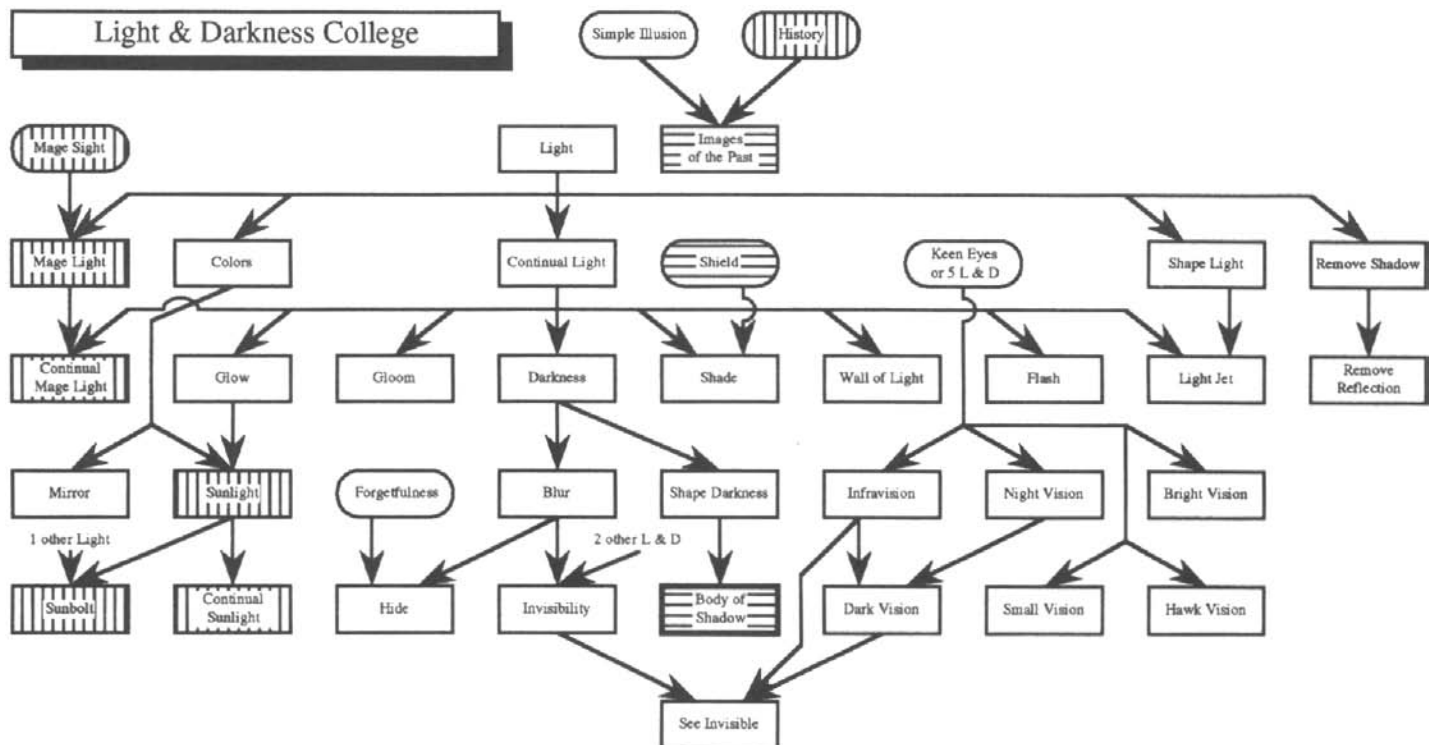 Light & Darkness College
Simple Illusion
History
Mage Sight
Light
Images
of the Past
Mage Light
Colors
Continual Light
Shield
Keen Eyes
or 5 L & D
Shape Light
Remove Shadow
Continual
Mage Light
Glow
Gloom
Darkness
Shade
Wall of Light
Flash
Light Jet
Remove
Reflection
Mirror
Sunlight
Forgetfulness
Blur
Shape Darkness
Infravision
Night Vision
Bright Vision
1 other Light
2 other L & D
Sunbolt
Continual
Sunlight
Hide
Invisibility
Body of
Shadow
Dark Vision
Small Vision
Hawk Vision
See Invisible